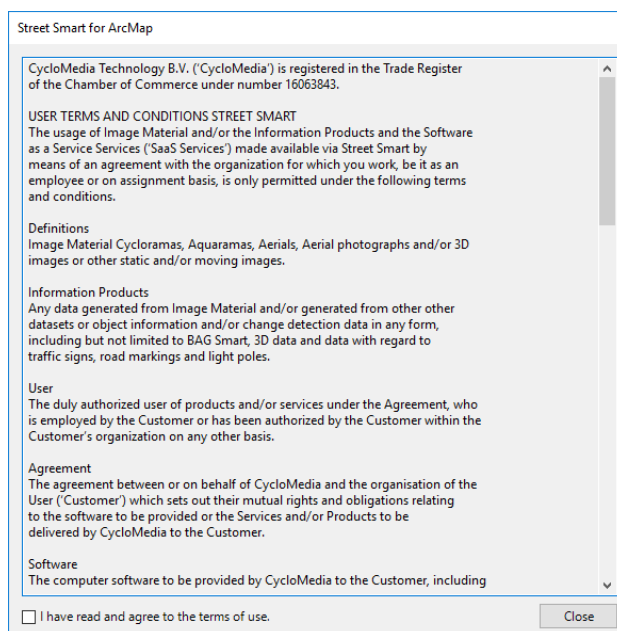 Street Smart for ArcMap
CycloMedia Technology B.V. ('CycloMedia') is registered in the Trade Register
of the Chamber of Commerce under number 16063843.
USER TERMS AND CONDITIONS STREET SMART
The usage of Image Material and/or the Information Products and the Software
as a Service Services ('SaaS Services') made available via Street Smart by
means of an agreement with the organization for which you work, be it as an
employee or on assignment basis, is only permitted under the following terms
and conditions.
Definitions
Image Material Cycloramas, Aquaramas, Aerials, Aerial photographs and/or 3D
images or other static and/or moving images.
Information Products
Any data generated from Image Material and/or generated from other other
datasets or object information and/or change detection data in any form,
including but not limited to BAG Smart, 3D data and data with regard to
traffic signs, road markings and light poles.
User
The duly authorized user of products and/or services under the Agreement, who
is employed by the Customer or has been authorized by the Customer within the
Customer's organization on any other basis.
Agreement
The agreement between or on behalf of CycloMedia and the organisation of the
User ('Customer') which sets out their mutual rights and obligations relating
to the software to be provided or the Services and/or Products to be
delivered by CycloMedia to the Customer.
Software
The computer software to be provided by CycloMedia to the Customer, including
I have read and agree to the terms of use.
Close